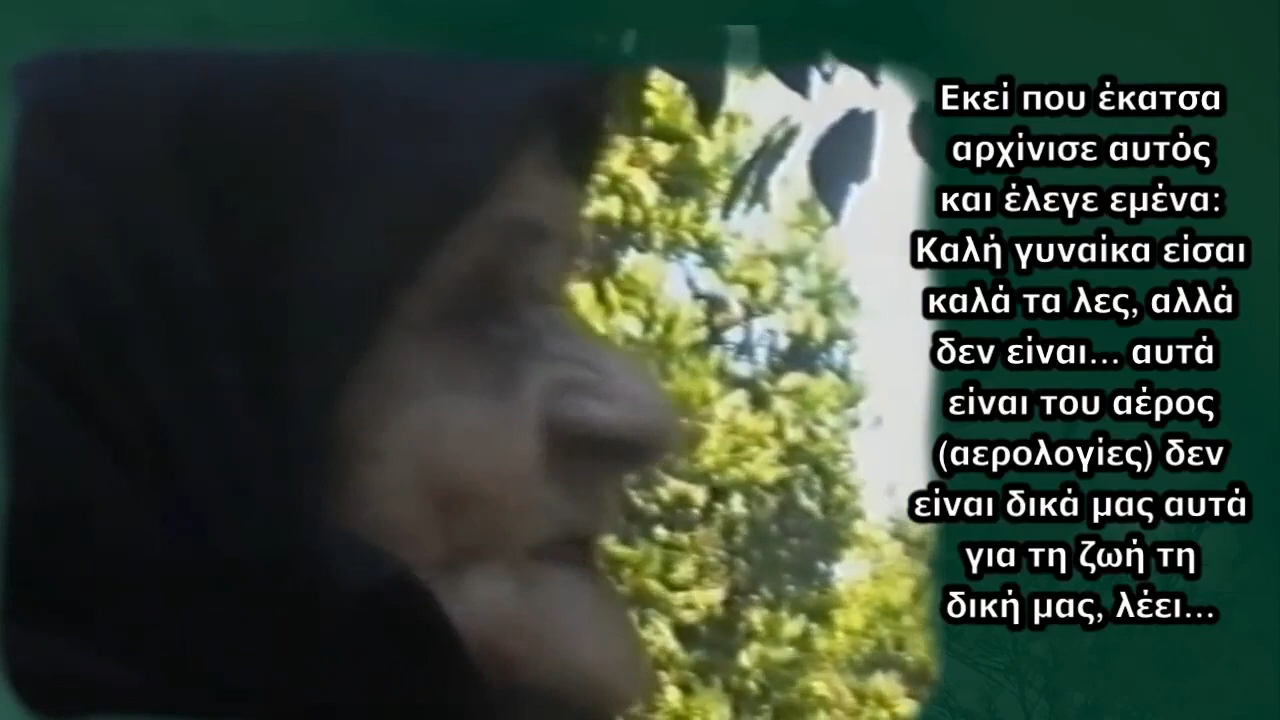 Εκεί που έκατσα
αρχίνισε αυτός
και έλεγε εμένα:
Καλή γυναίκα είσαι
καλά τα λες, αλλά
δεν είναι... αυτά
είναι του αέρος
(αερολογίες) δεν
είναι δικά μας αυτά
για τη ζωή τη
δική μας, λέει...